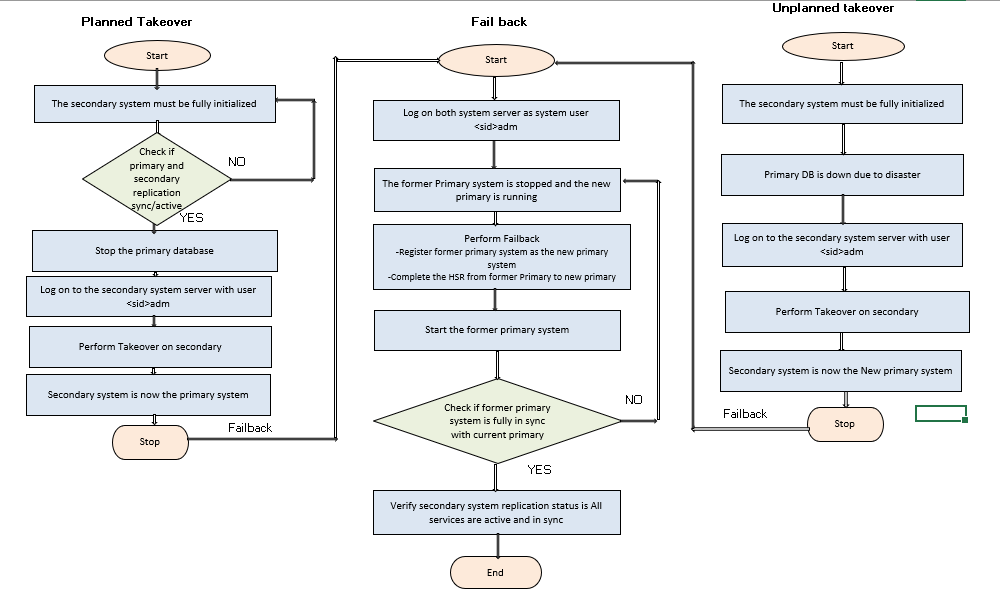 Planned Takeover
Start
The secondary system must be fully initialized
Check if
primary and
secondary
replication
sync/active
NO
YES
Stop the primary database
Log on to the secondary system server with user
<sid>adm
Perform Takeover on secondary
Secondary system is now the primary system
Stop
Failback
Fail back
Start
Log on both system server as system user
<sid>adm
The former Primary system is stopped and the new
primary is running
Perform Failback
-Register former primary system as the new primary
system
-Complete the HSR from former Primary to new primary
Start the former primary system
Check if former primary
system is fully in sync
with current primary
NO
YES
Verify secondary system replication status is All
services are active and in sync
End
Unplanned takeover
Start
The secondary system must be fully initialized
Primary DB is down due to disaster
Log on to the secondary system server with user
<sid>adm
Perform Takeover on secondary
Secondary system is now the New primary system
Stop
Failback